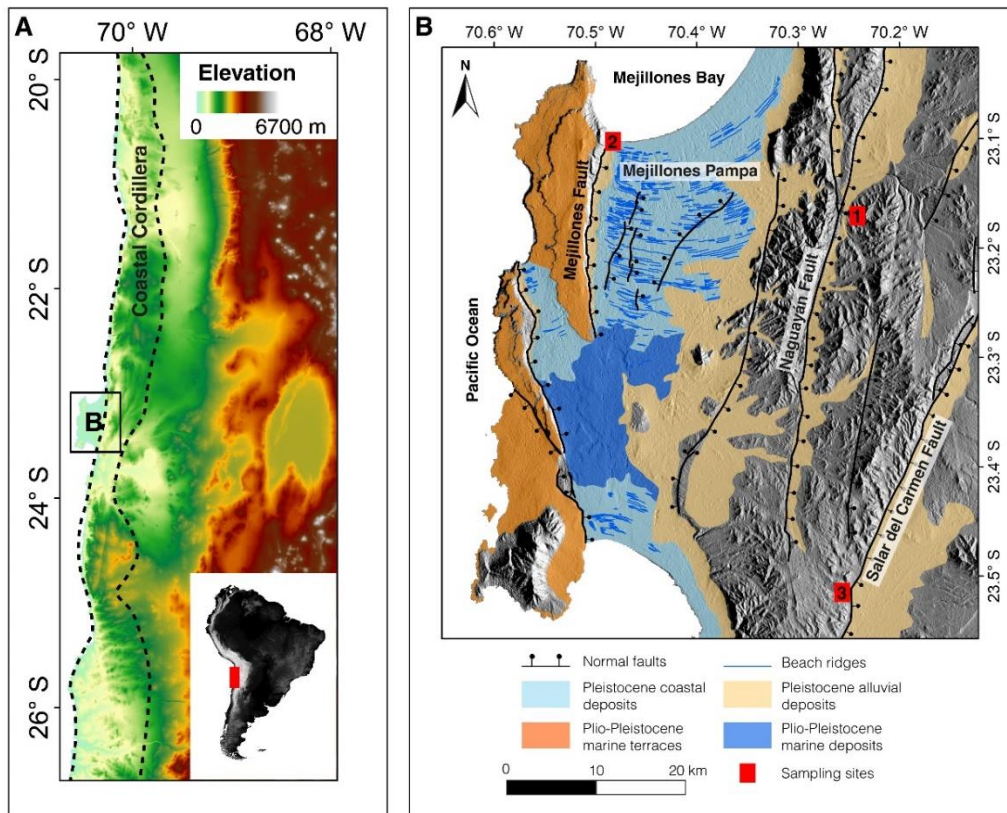 A
70° W
68° W
Elevation
0
6700 m
20° S
22° S
24° S
26° S
Coastal Cordillera
B
B
70.6° W
70.5° W
70.4° W
70.3° W
70.2° W
N
Mejillones Bay
2
Mejillones Pampa
Mejillones Fault
1
Naguayán Fault
Pacific Ocean
Salar del Carmen Fault
3
23.1° S
23.2° S
23.3° S
23.4° S
23.5° S
Normal faults
Beach ridges
Pleistocene coastal
deposits
Pleistocene alluvial
deposits
Plio-Pleistocene
marine terraces
Plio-Pleistocene
marine deposits
0
10
20 km
Sampling sites